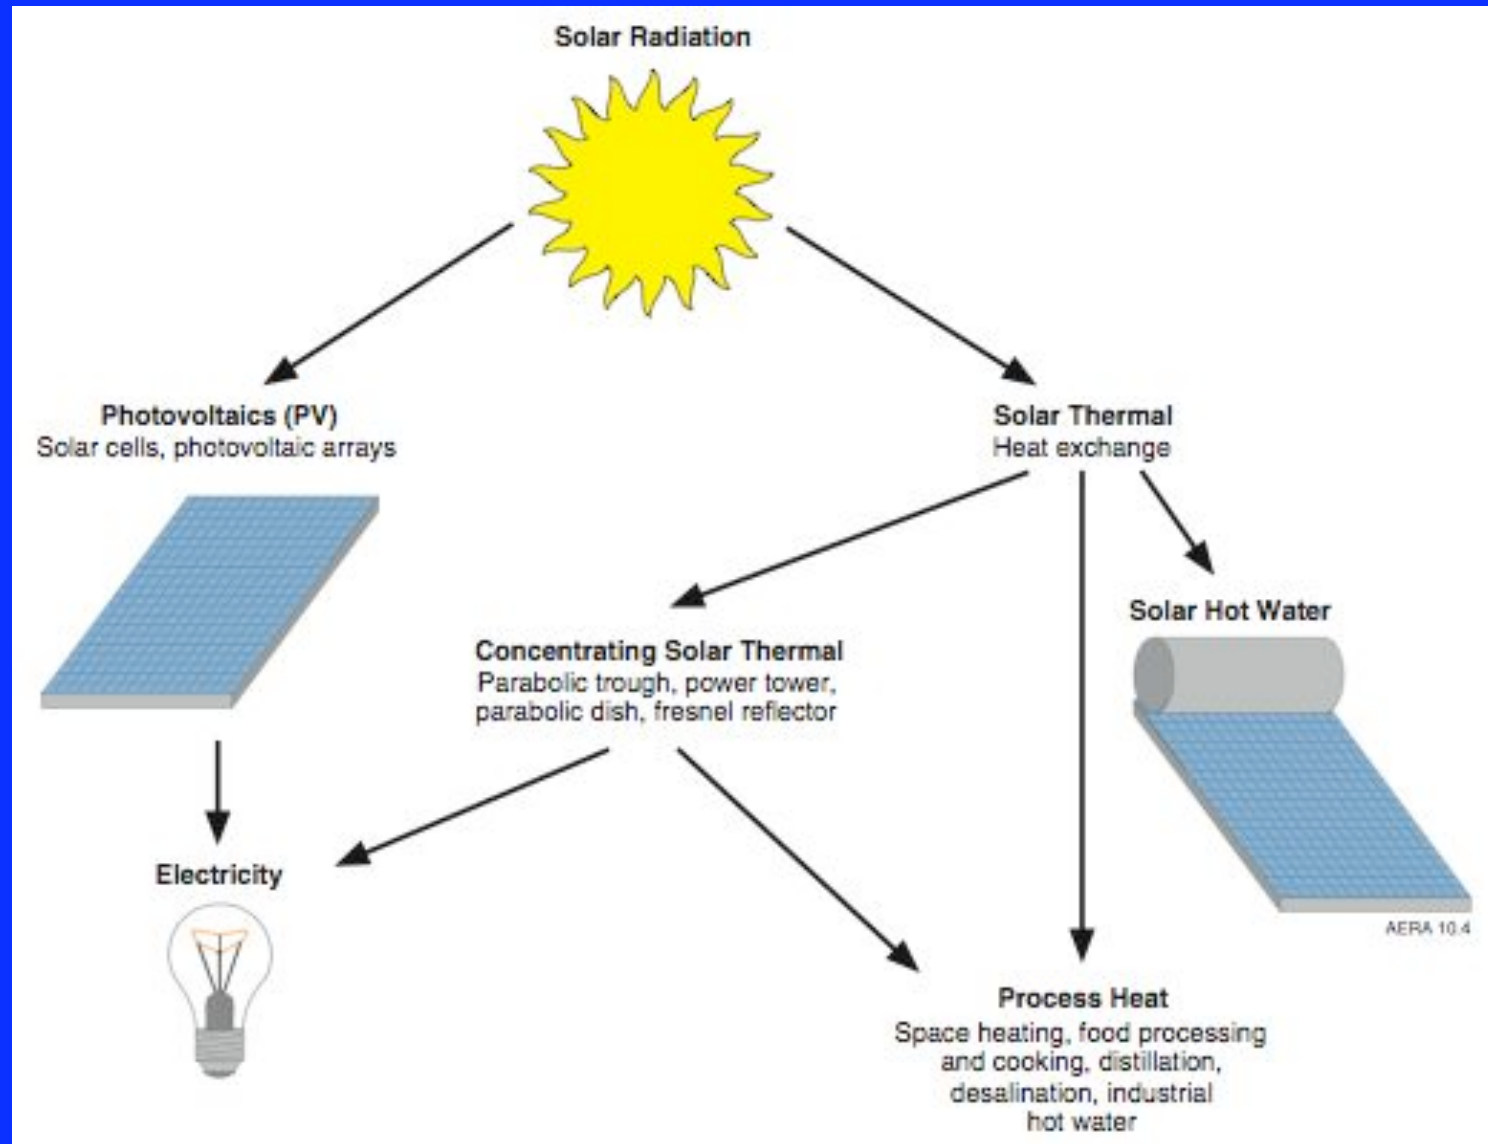 Solar Radiation
Photovoltaics (PV)
Solar cells, photovoltaic arrays
Solar Thermal
Heat exchange
Solar Hot Water
Concentrating Solar Thermal
Parabolic trough, power tower,
parabolic dish, fresnel reflector
Electricity
AERA 10.4
Process Heat
Space heating, food processing
and cooking, distillation,
desalination, industrial
hot water